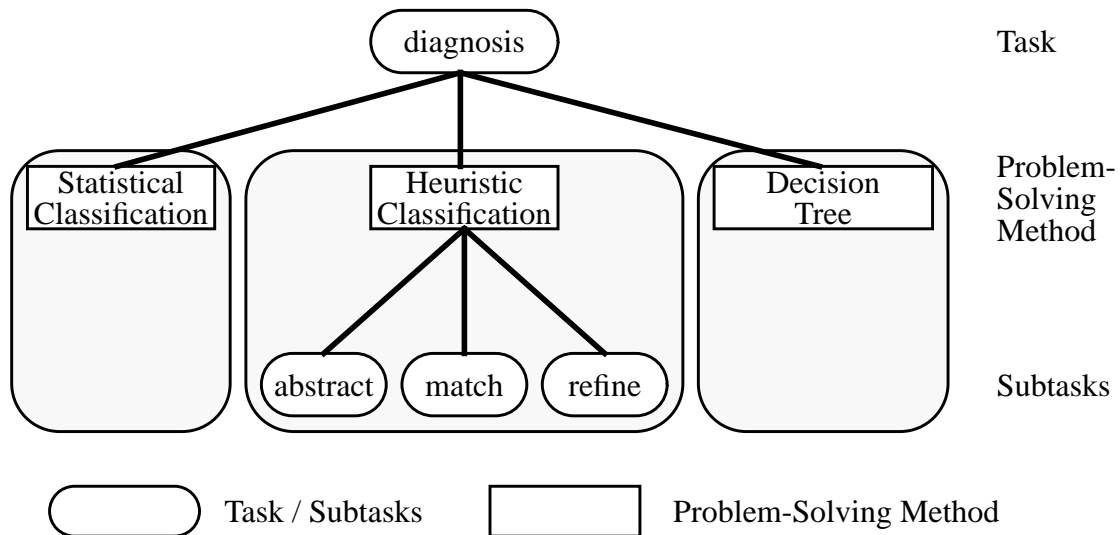 diagnosis
Task
Statistical
Classification
Heuristic
Classification
Decision
Tree
Problem-
Solving
Method
abstract
match
refine
Subtasks
Task / Subtasks
Problem-Solving Method